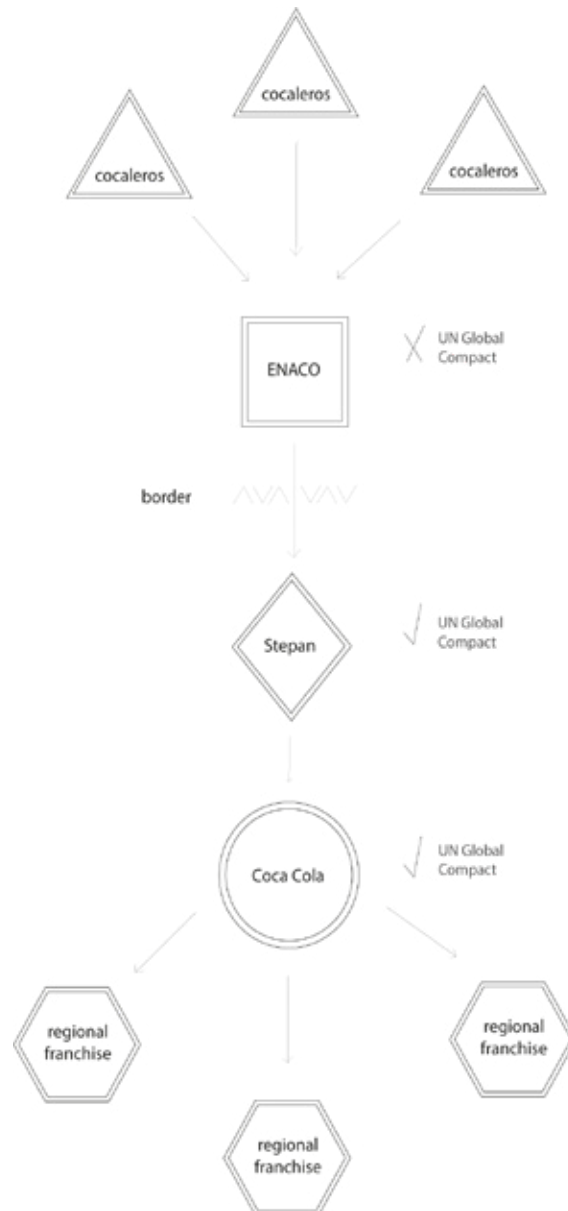 cocaleros
cocaleros
cocaleros
ENACO
UN Global
Compact
border
Stepan
UN Global
Compact
Coca Cola
UN Global
Compact
regional
franchise
regional
franchise
regional
franchise